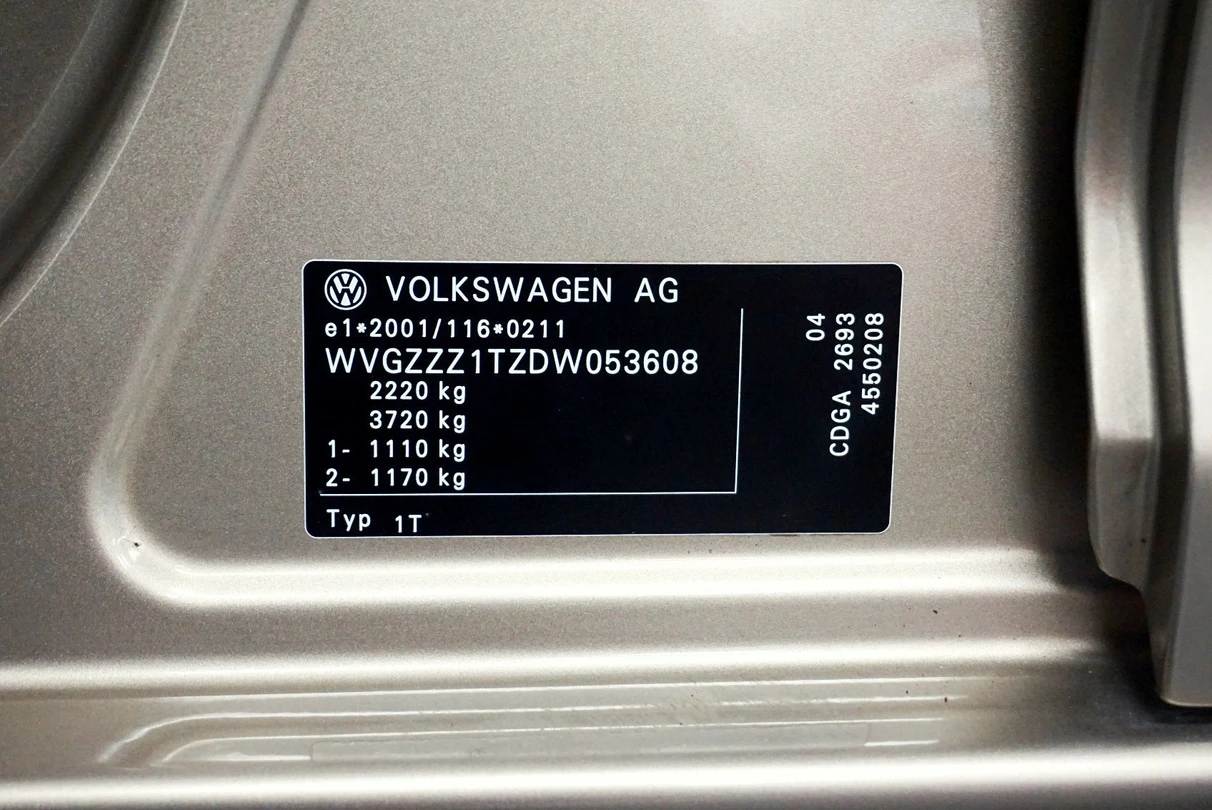 VOLKSWAGEN AG
e1*2001/116*0211
WVGZZZ1TZDW053608
2220 kg
3720 kg
1- 1110 kg
2- 1170 kg
Typ 1T
04
CDGA 2693
4550208